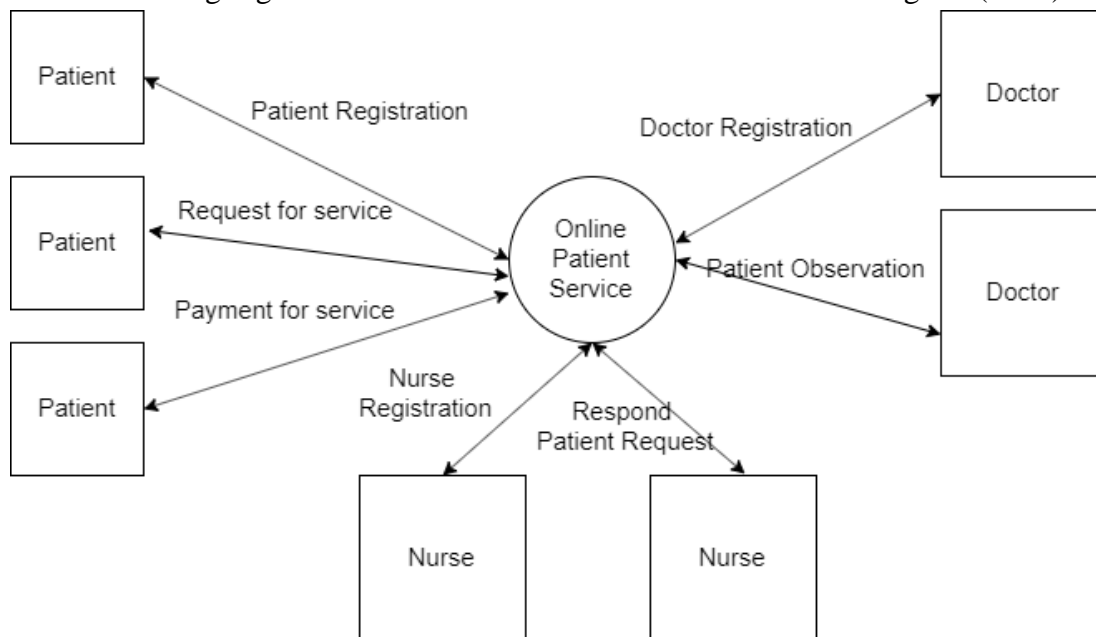 Patient
Patient Registration
Doctor Registration
Doctor
Patient
Request for service
Online
Patient
Service
Patient Observation
Doctor
Payment for service
Patient
Nurse
Registration
Respond
Patient Request
Nurse
Nurse